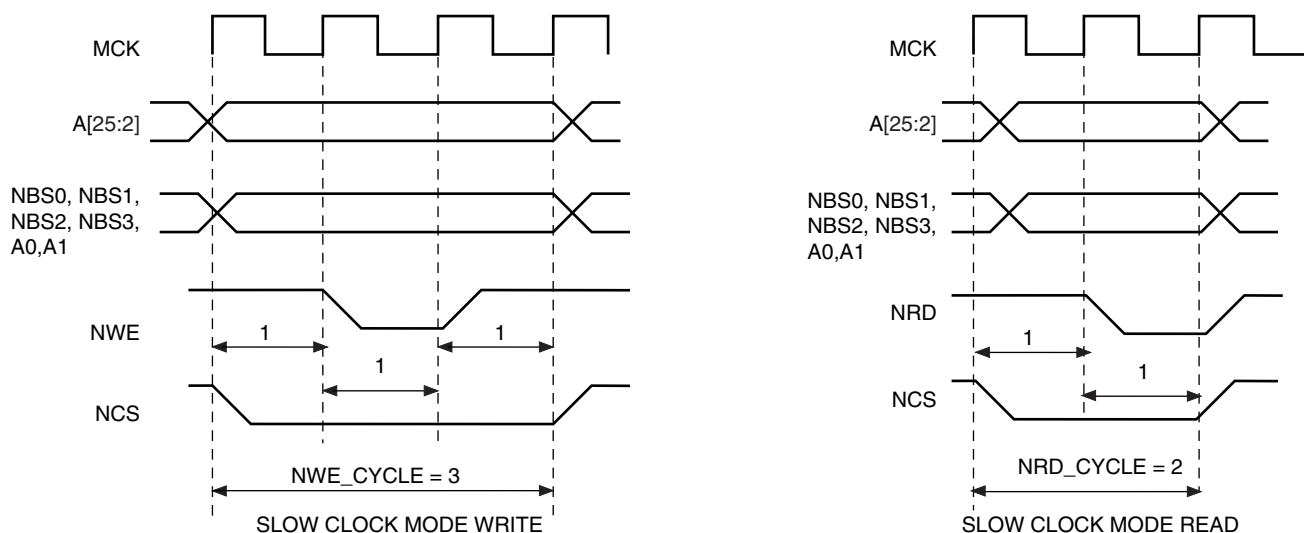 MCK
A[25:2]
NBS0, NBS1,
NBS2, NBS3,
A0,A1
NWE
1
1
1
NCS
NWE_CYCLE = 3
SLOW CLOCK MODE WRITE
MCK
A[25:2]
NBS0, NBS1,
NBS2, NBS3,
A0,A1
NRD
1
1
NCS
NRD_CYCLE = 2
SLOW CLOCK MODE READ